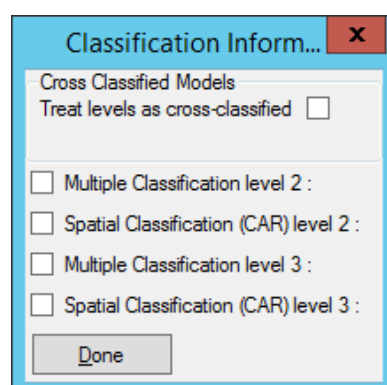 Classification Inform...
x
Cross Classified Models
Treat levels as cross-classified
Multiple Classification level 2 :
Spatial Classification (CAR) level 2 :
Multiple Classification level 3 :
Spatial Classification (CAR) level 3 :
Done